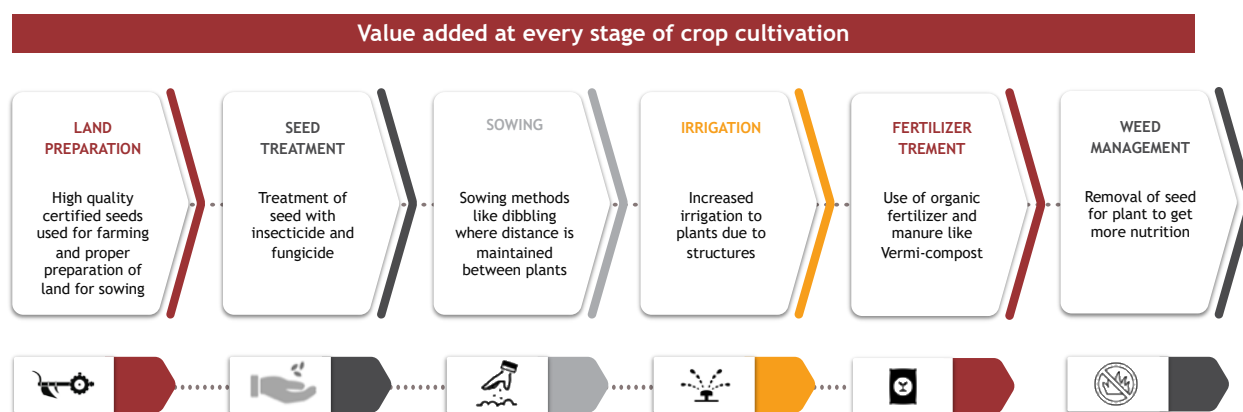 Value added at every stage of crop cultivation
LAND
PREPARATION
High quality
certified seeds
used for farming
and proper
preparation of
land for sowing
SEED
TREATMENT
Treatment of
seed with
insecticide and
fungicide
SOWING
Sowing methods
like dibbling
where distance is
maintained
between plants
IRRIGATION
Increased
irrigation to
plants due to
structures
FERTILIZER
TREMENT
Use of organic
fertilizer and
manure like
Vermi-compost
WEED
MANAGEMENT
Removal of seed
for plant to get
more nutrition